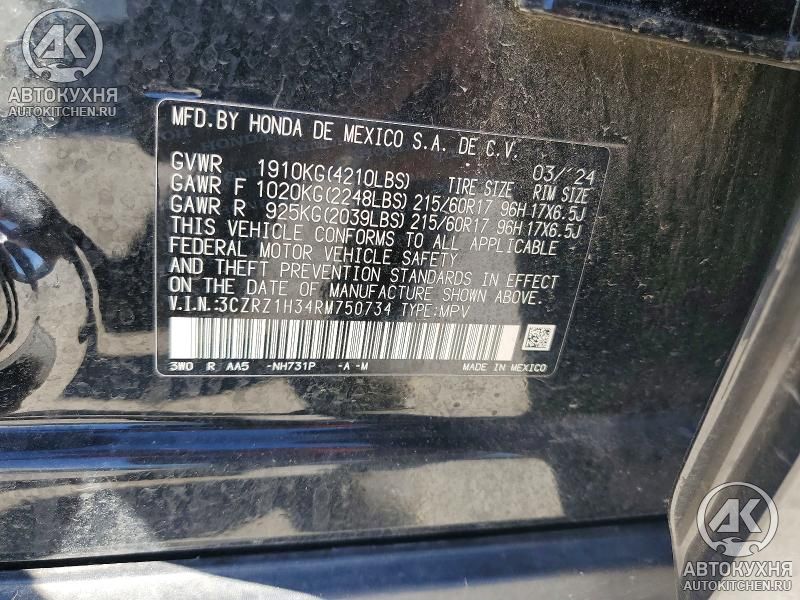 AK
АВТОКУХНЯ
AUTOKITCHEN.RU
MFD.BY HONDA DE MEXICO S.A. DE C.V. 03/'24
GVWR 1910KG(4210LBS) TIRE SIZE RIM SIZE
GAWR F 1020KG(2248LBS) 215/60R17 96H 17X6.5J
GAWR R 925KG(2039LBS) 215/60R17 96H 17X6.5J
THIS VEHICLE CONFORMS TO ALL APPLICABLE
FEDERAL MOTOR VEHICLE SAFETY
AND THEFT PREVENTION STANDARDS IN EFFECT
ON THE DATE OF MANUFACTURE SHOWN ABOVE.
V.I.N.:3CZRZ1H34RM750734 TYPE:MPV
3W0 R AA5 -NH731P -A -M MADE IN MEXICO
AK
АВТОКУХНЯ
AUTOKITCHEN.RU